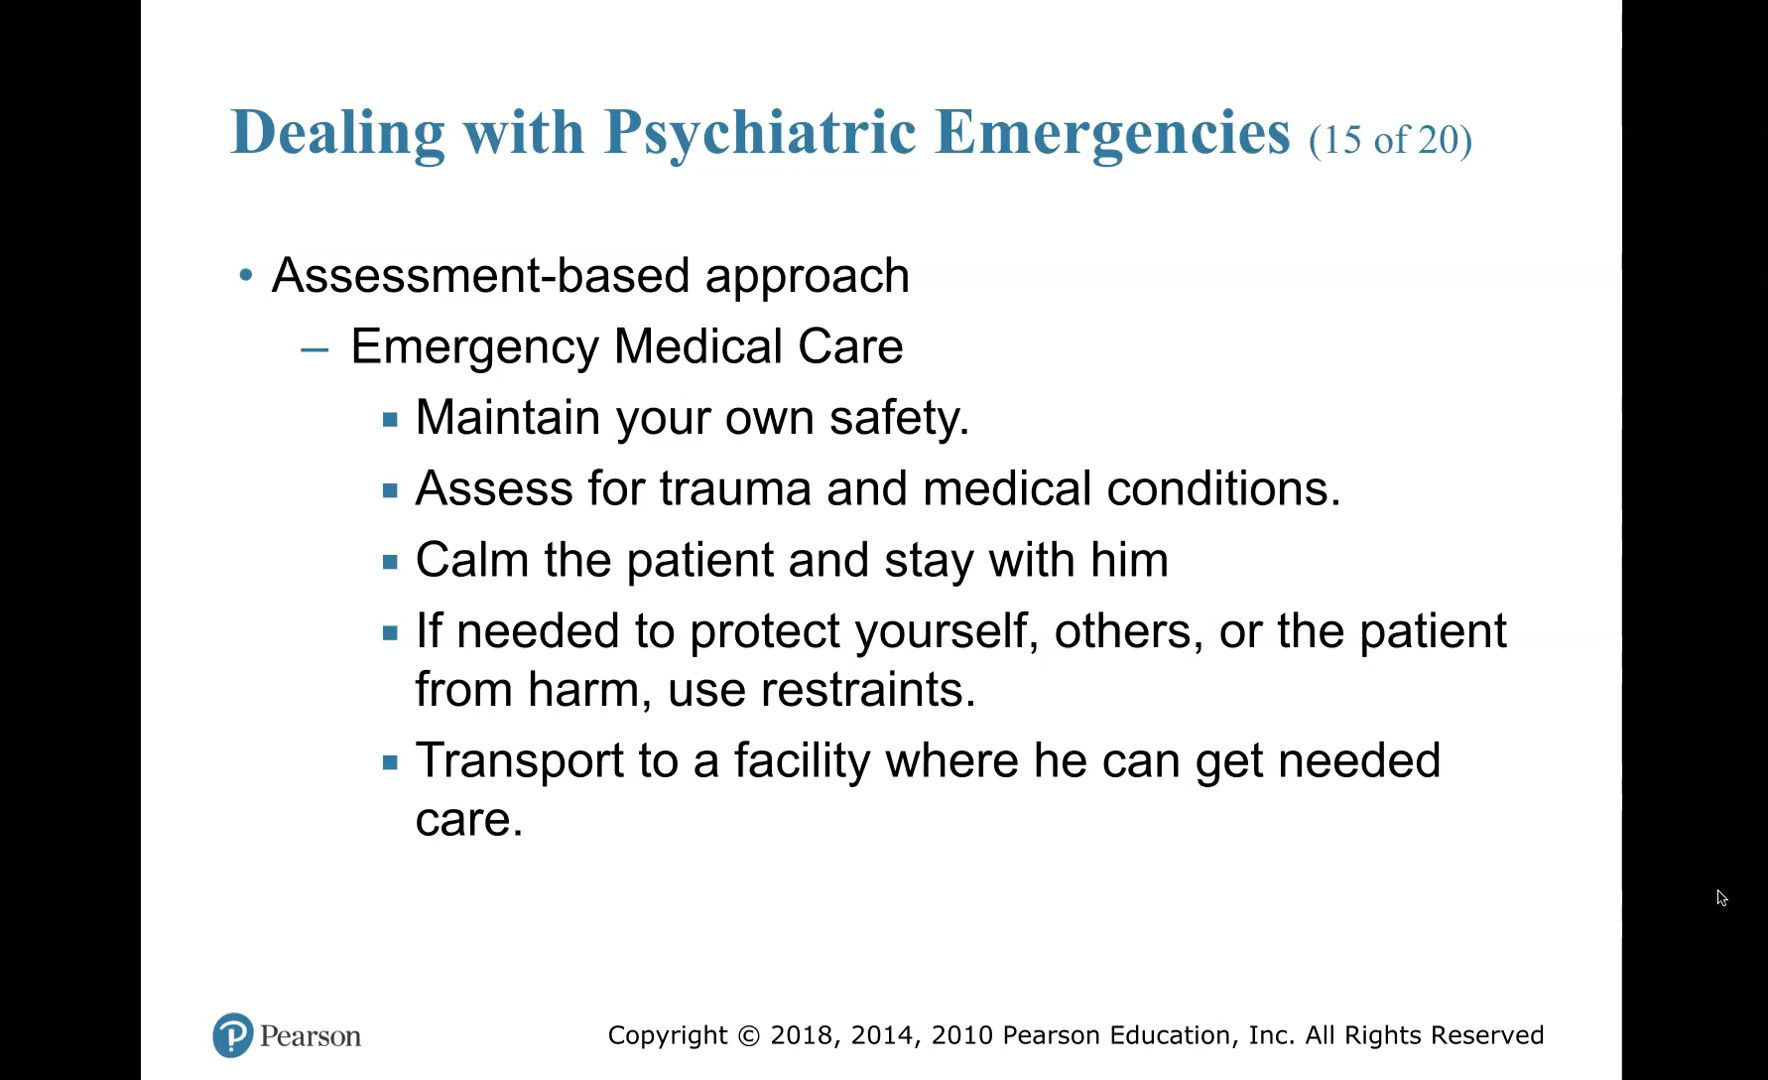 Dealing with Psychiatric Emergencies (15 of 20)
• Assessment-based approach
– Emergency Medical Care
▪ Maintain your own safety.
▪ Assess for trauma and medical conditions.
▪ Calm the patient and stay with him
▪ If needed to protect yourself, others, or the patient
from harm, use restraints.
▪ Transport to a facility where he can get needed
care.
Pearson
Copyright © 2018, 2014, 2010 Pearson Education, Inc. All Rights Reserved